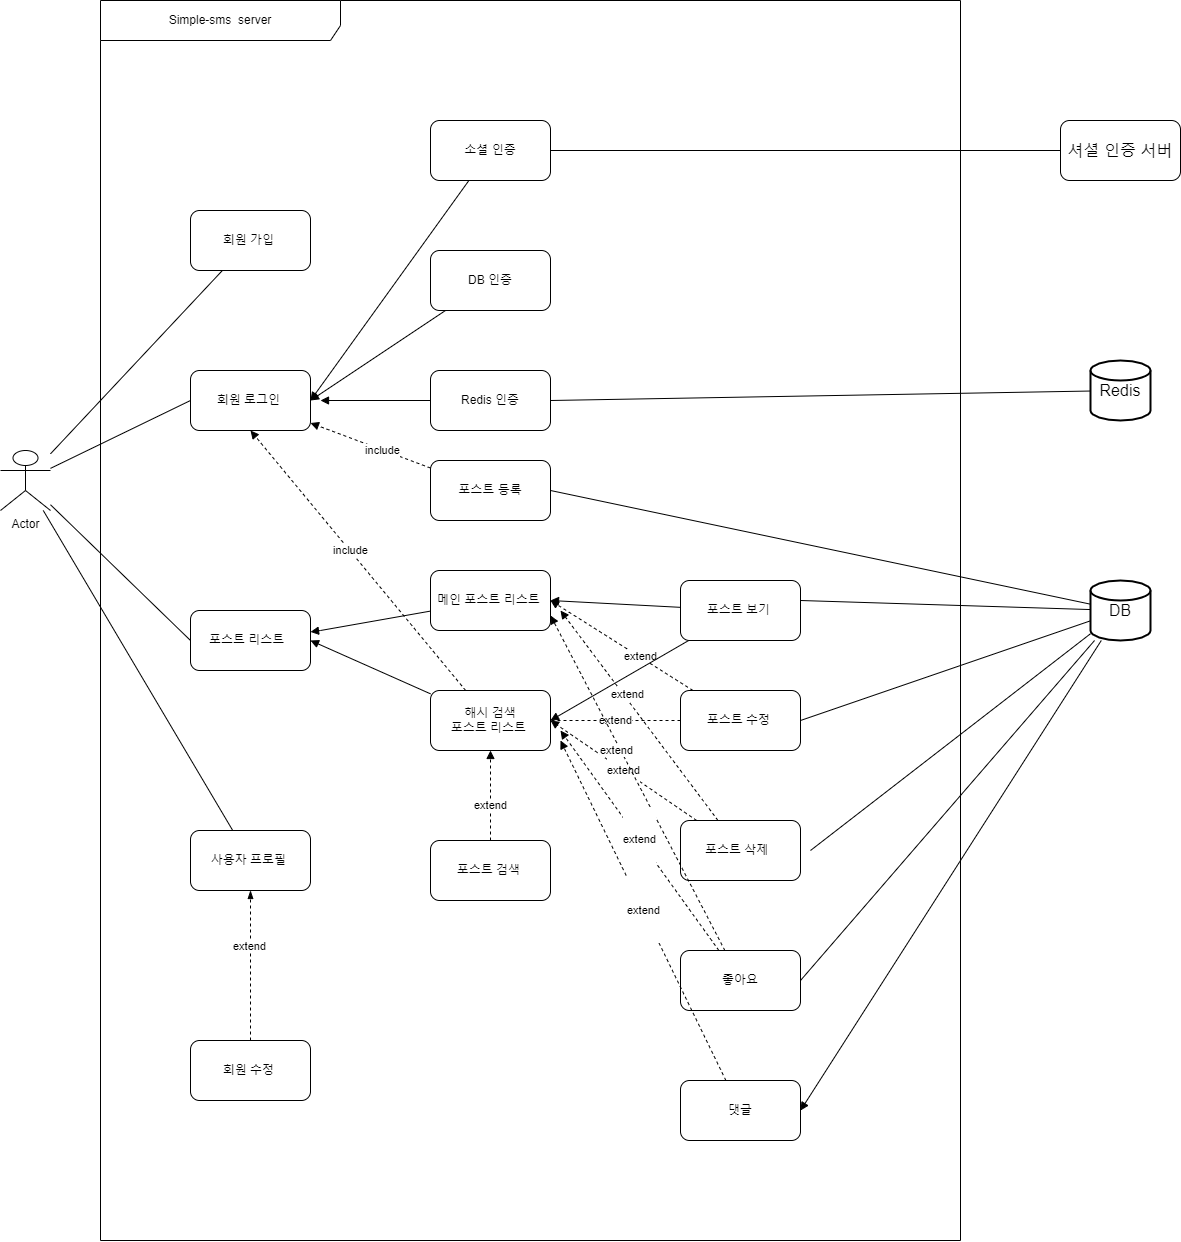 Simple-sms server
소셜 인증
셔셜 인증 서버
회원 가입
DB 인증
회원 로그인
Redis 인증
Redis
include
포스트 등록
Actor
include
메인 포스트 리스트
포스트 보기
DB
포스트 리스트
extend
extend
해시 검색
포스트 리스트
extend
포스트 수정
extend
extend
extend
extend
포스트 삭제
사용자 프로필
포스트 검색
extend
extend
좋아요
회원 수정
댓글